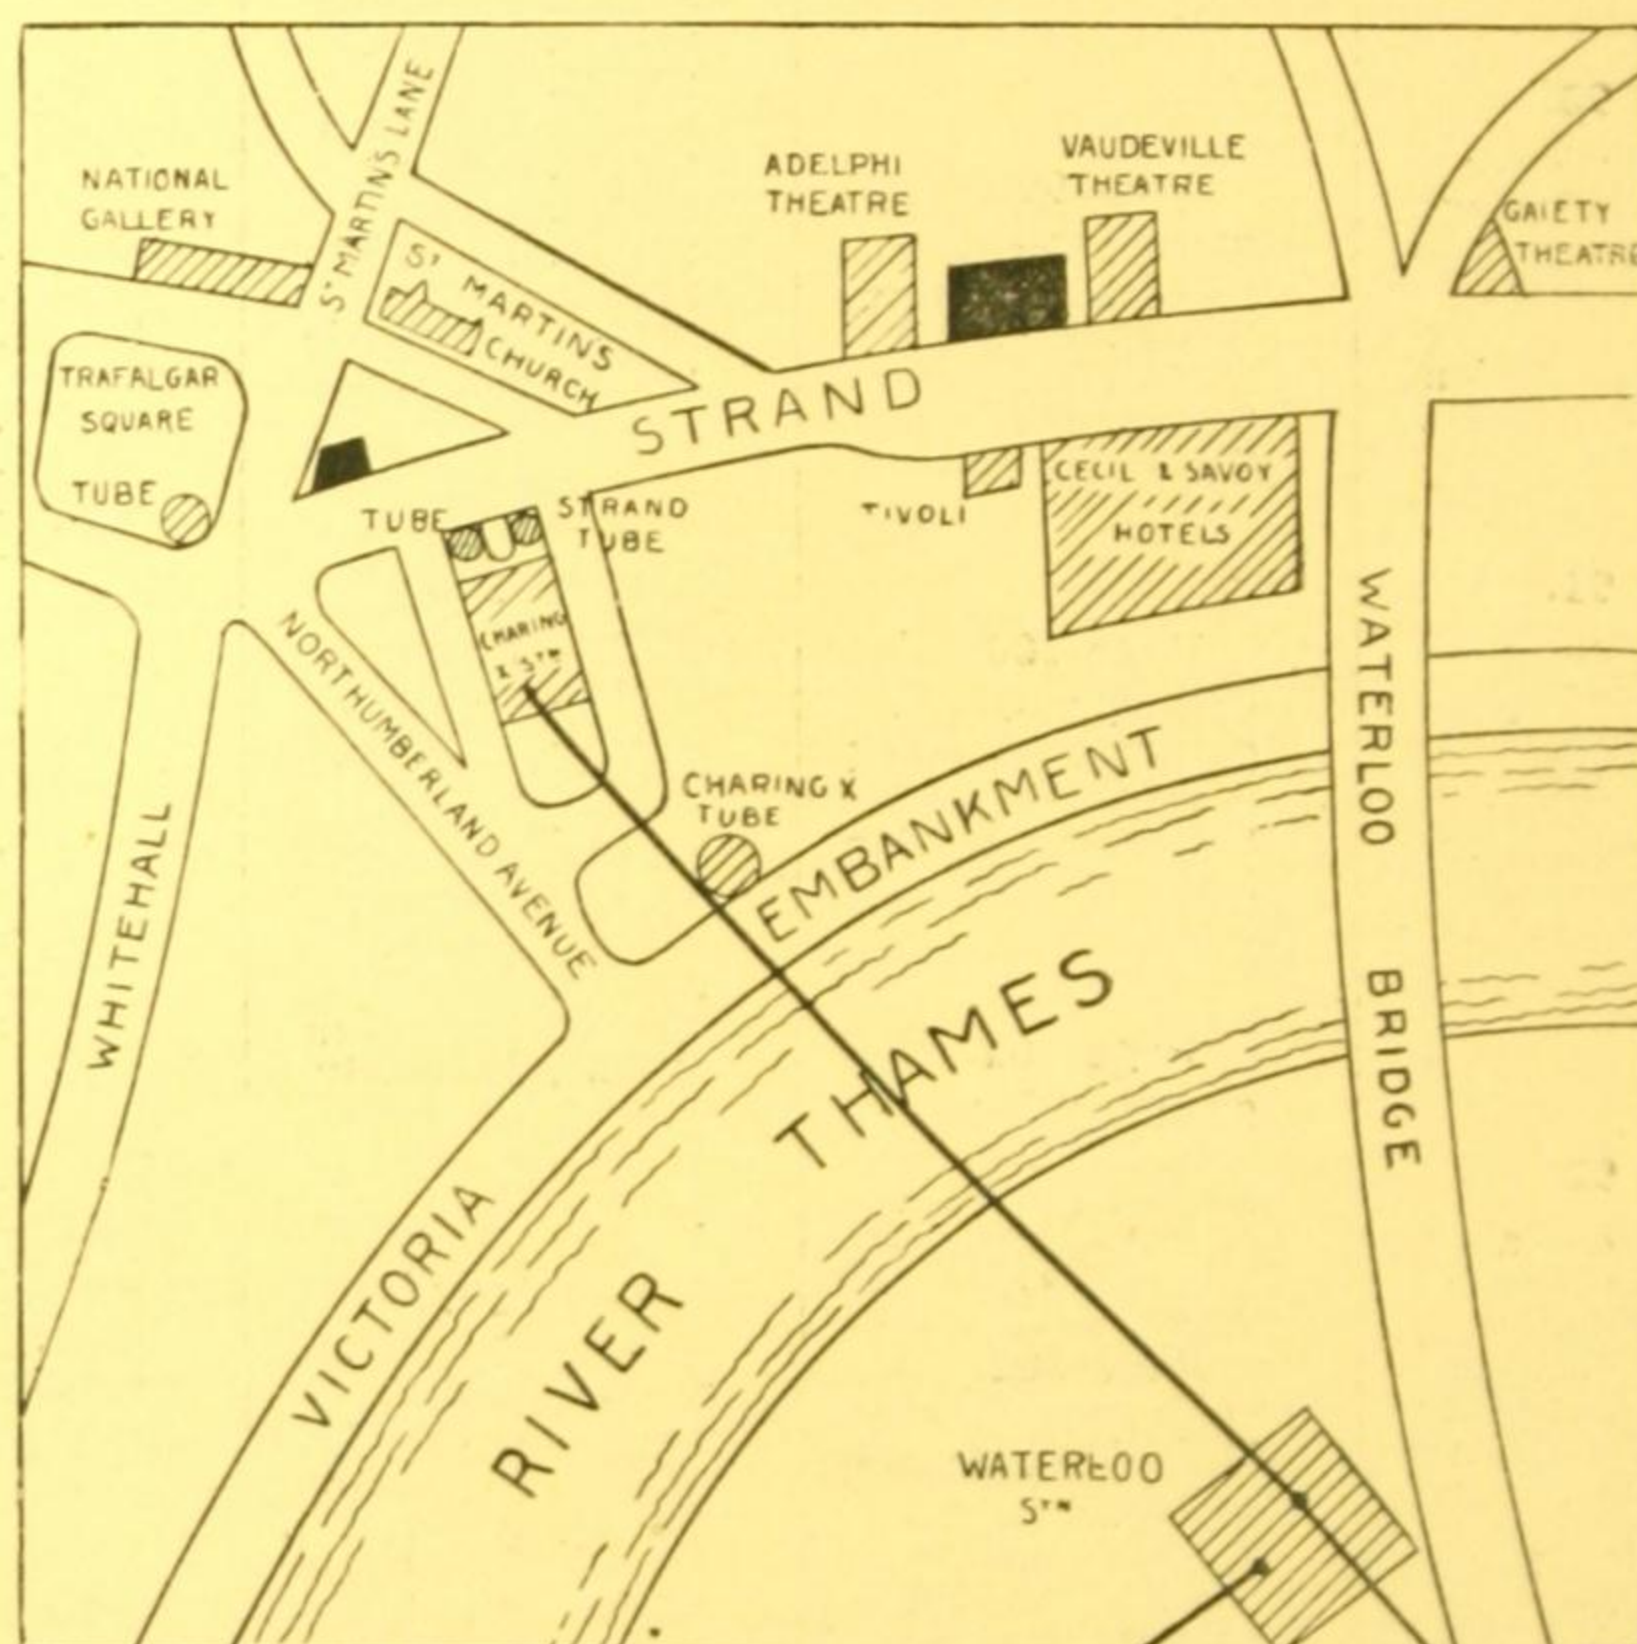 ST MARTINS LANE
NATIONAL
GALLERY
ADELPHI
THEATRE
VAUDEVILLE
THEATRE
GAIETY
THEATRE
ST MARTINS
CHURCH
TRAFALGAR
SQUARE
TUBE
STRAND
TUBE
STRAND
TUBE
TIVOLI
CECIL & SAVOY
HOTELS
CHARING
X STN
NORTHUMBERLAND AVENUE
WHITEHALL
CHARING X
TUBE
VICTORIA EMBANKMENT
RIVER THAMES
WATERLOO BRIDGE
WATERLOO
STN